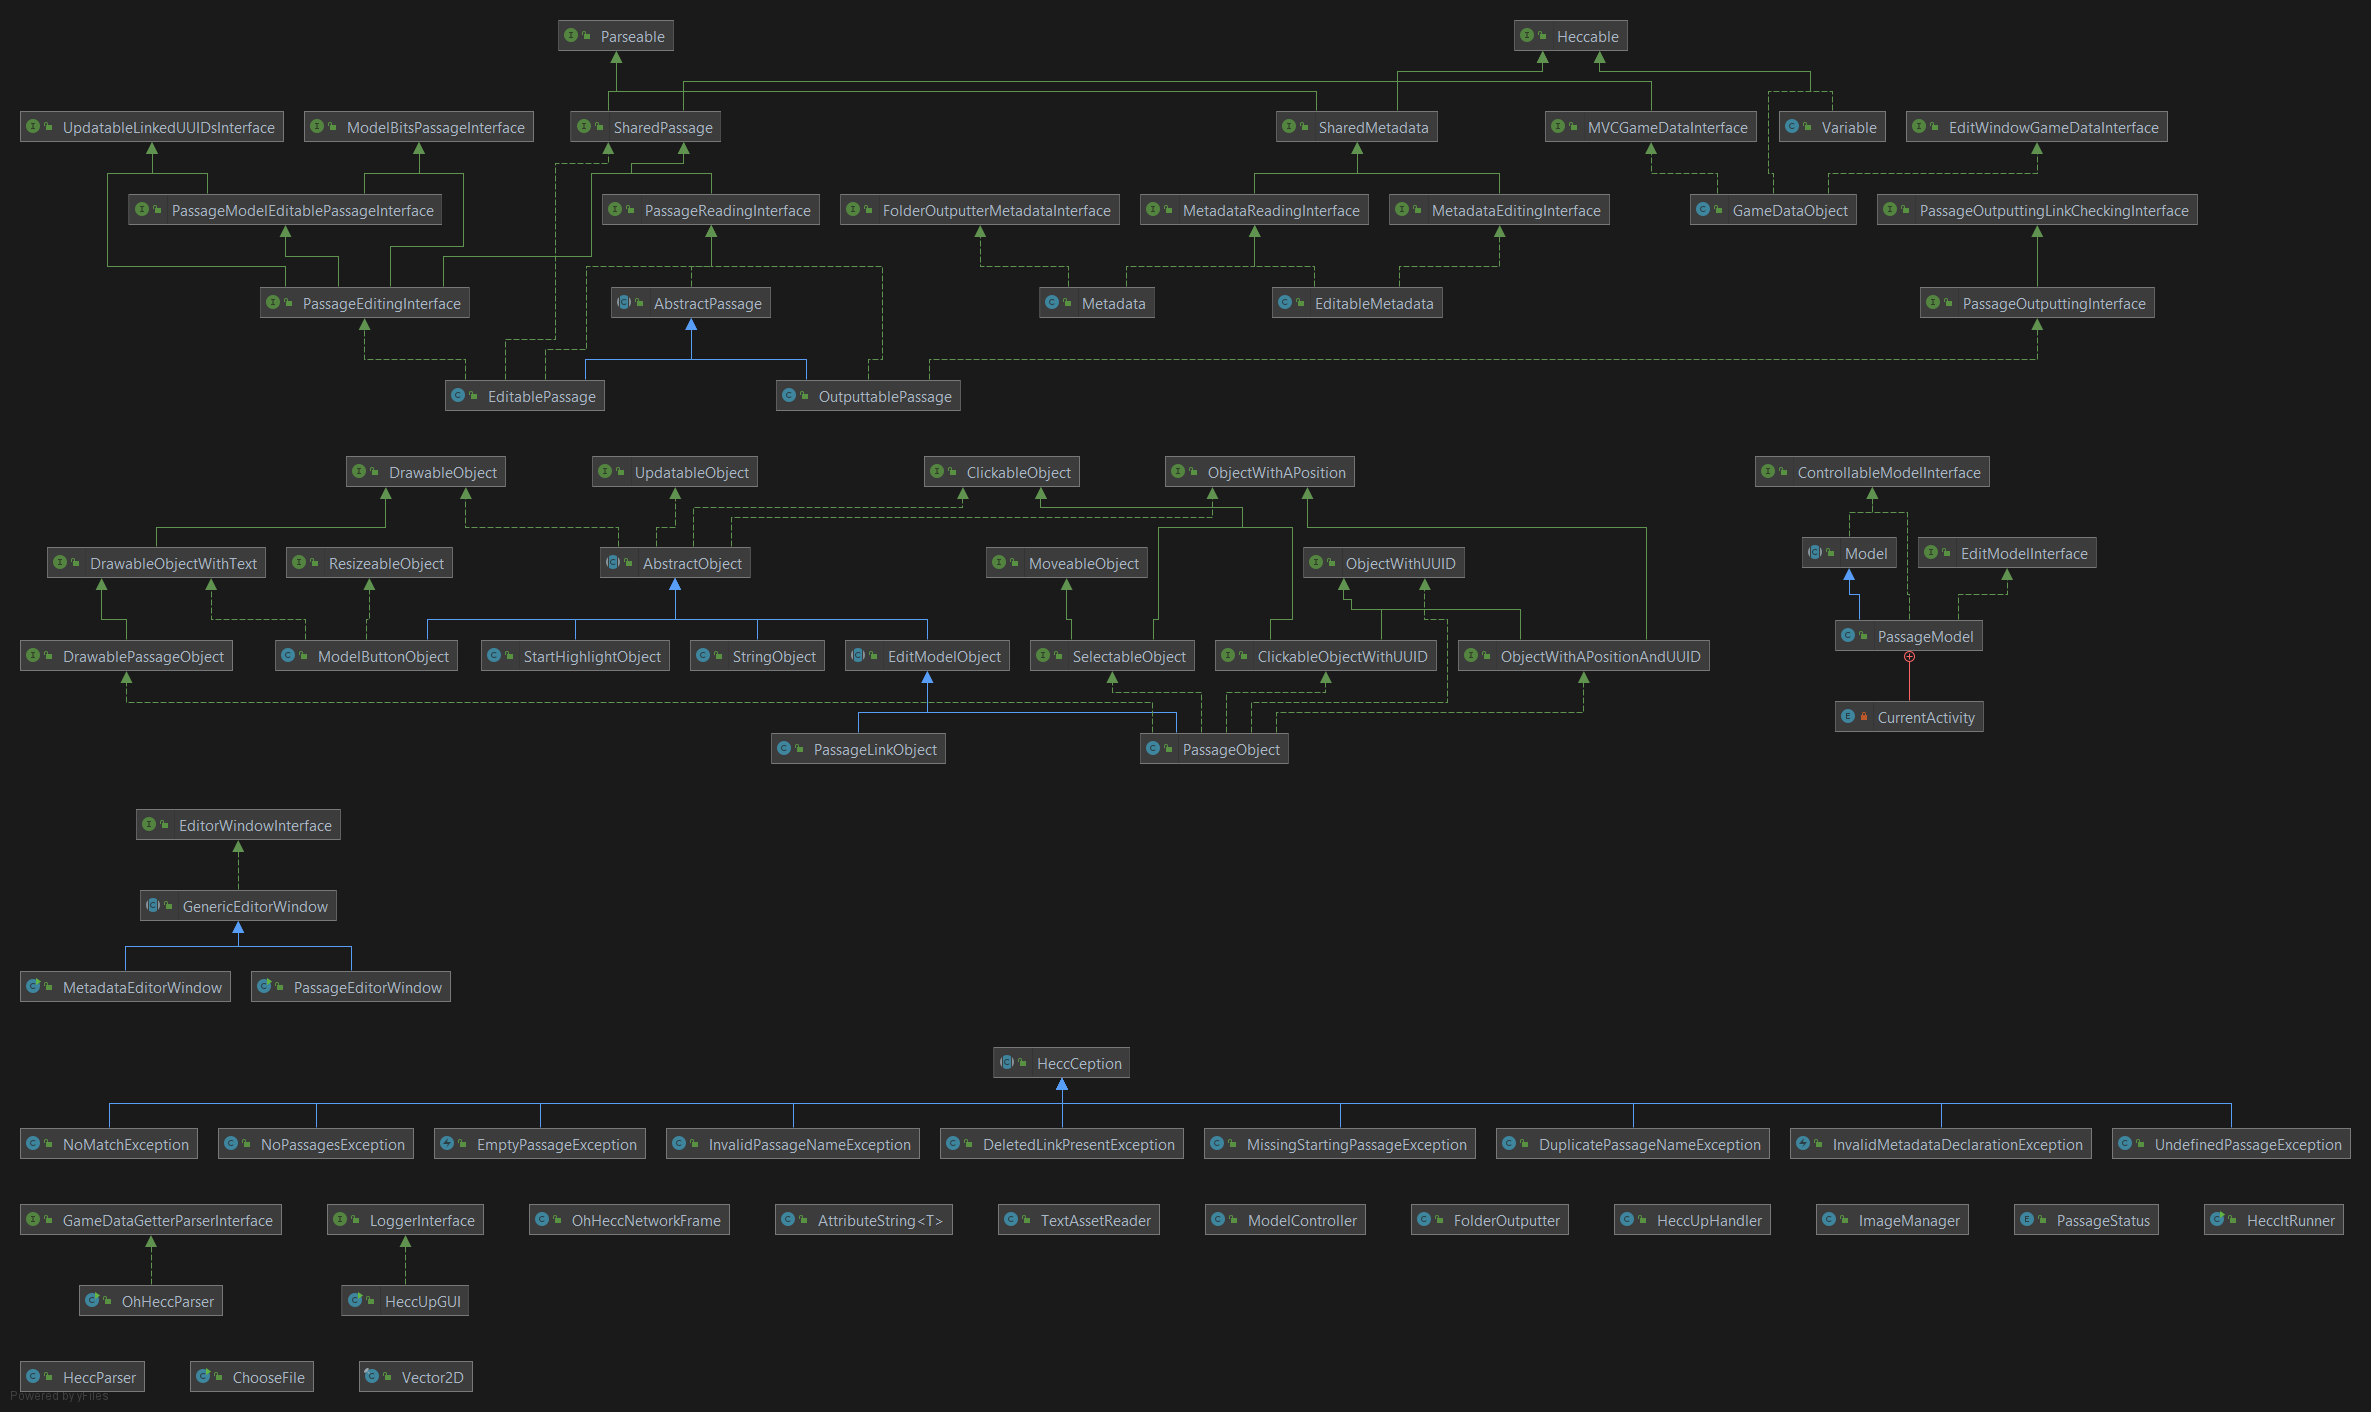 Parseable
Heccable
UpdatableLinkedUUIDsInterface
ModelBitsPassageInterface
SharedPassage
SharedMetadata
MVCGameDataInterface
Variable
EditWindowGameDataInterface
PassageModelEditablePassageInterface
PassageReadingInterface
FolderOutputterMetadataInterface
MetadataReadingInterface
MetadataEditingInterface
GameDataObject
PassageOutputtingLinkCheckingInterface
PassageEditingInterface
AbstractPassage
Metadata
EditableMetadata
PassageOutputtingInterface
EditablePassage
OutputtablePassage
DrawableObject
UpdatableObject
ClickableObject
ObjectWithAPosition
ControllableModelInterface
DrawableObjectWithText
ResizeableObject
AbstractObject
MoveableObject
ObjectWithUUID
Model
EditModelInterface
DrawablePassageObject
ModelButtonObject
StartHighlightObject
StringObject
EditModelObject
SelectableObject
ClickableObjectWithUUID
ObjectWithAPositionAndUUID
PassageModel
CurrentActivity
PassageLinkObject
PassageObject
EditorWindowInterface
GenericEditorWindow
MetadataEditorWindow
PassageEditorWindow
HeccCeption
NoMatchException
NoPassagesException
EmptyPassageException
InvalidPassageNameException
DeletedLinkPresentException
MissingStartingPassageException
DuplicatePassageNameException
InvalidMetadataDeclarationException
UndefinedPassageException
GameDataGetterParserInterface
LoggerInterface
OhHeccNetworkFrame
AttributeString<T>
TextAssetReader
ModelController
FolderOutputter
HeccUpHandler
ImageManager
PassageStatus
HeccItRunner
OhHeccParser
HeccUpGUI
HeccParser
ChooseFile
Vector2D
Powered by yFiles